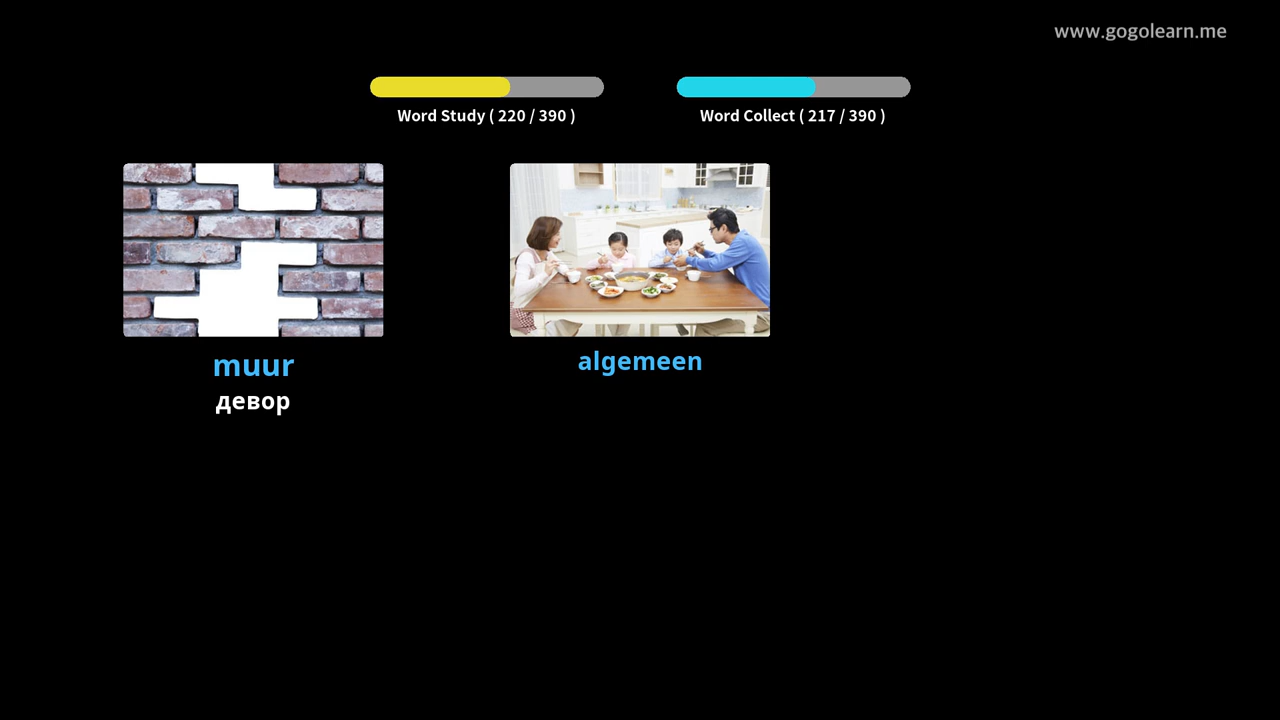 www.gogolearn.me
Word Study ( 220 / 390 )
Word Collect ( 217 / 390 )
muur
девор
algemeen